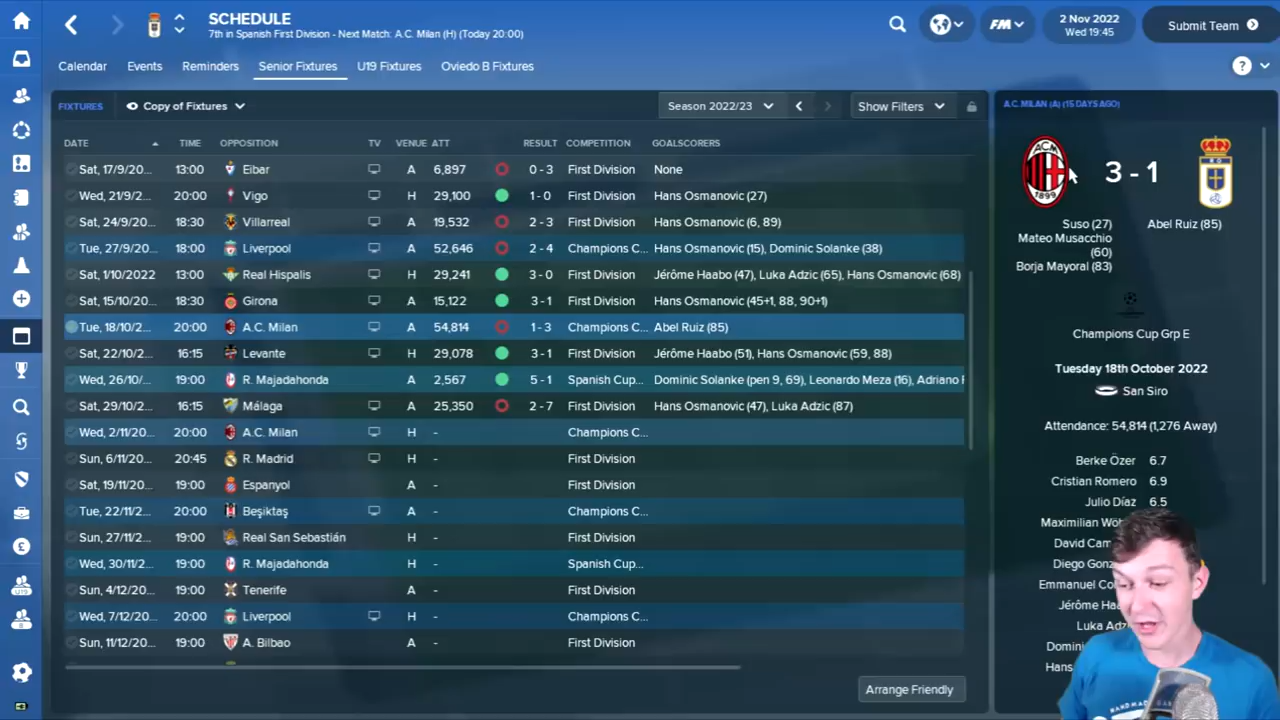 SCHEDULE
7th in Spanish First Division - Next Match: A.C. Milan (H) (Today 20:00)
FM
2 Nov 2022
Wed 19:45
Submit Team
Calendar Events Reminders Senior Fixtures U19 Fixtures Oviedo B Fixtures
?
FIXTURES Copy of Fixtures Season 2022/23 Show Filters
DATE TIME OPPOSITION TV VENUE ATT RESULT COMPETITION GOALSCORERS
Sat, 17/9/20... 13:00 Eibar A 6,897 0 - 3 First Division None
Wed, 21/9/2... 20:00 Vigo H 29,100 1 - 0 First Division Hans Osmanovic (27)
Sat, 24/9/20... 18:30 Villarreal A 19,532 2 - 3 First Division Hans Osmanovic (6, 89)
Tue, 27/9/20... 18:00 Liverpool A 52,646 2 - 4 Champions C... Hans Osmanovic (15), Dominic Solanke (38)
Sat, 1/10/2022 13:00 Real Hispalis H 29,241 3 - 0 First Division Jérôme Haabo (47), Luka Adzic (65), Hans Osmanovic (68)
Sat, 15/10/20... 18:30 Girona A 15,122 3 - 1 First Division Hans Osmanovic (45+1, 88, 90+1)
Tue, 18/10/2... 20:00 A.C. Milan A 54,814 1 - 3 Champions C... Abel Ruiz (85)
Sat, 22/10/2... 16:15 Levante H 29,078 3 - 1 First Division Jérôme Haabo (51), Hans Osmanovic (59, 88)
Wed, 26/10/... 19:00 R. Majadahonda A 2,567 5 - 1 Spanish Cup... Dominic Solanke (pen 9, 69), Leonardo Meza (16), Adriano
Sat, 29/10/20... 16:15 Málaga A 25,350 2 - 7 First Division Hans Osmanovic (47), Luka Adzic (87)
Wed, 2/11/20... 20:00 A.C. Milan H - Champions C...
Sun, 6/11/20... 20:45 R. Madrid H - First Division
Sat, 19/11/20... 19:00 Espanyol A - First Division
Tue, 22/11/2... 20:00 Beşiktaş A - Champions C...
Sun, 27/11/2... 19:00 Real San Sebastián H - First Division
Wed, 30/11/2... 19:00 R. Majadahonda H - Spanish Cup...
Sun, 4/12/20... 19:00 Tenerife A - First Division
Wed, 7/12/20... 20:00 Liverpool H - Champions C...
Sun, 11/12/20... 19:00 A. Bilbao A - First Division
Arrange Friendly
A.C. MILAN (A) (15 DAYS AGO)
ACM
1899
3 - 1
Suso (27) Abel Ruiz (85)
Mateo Musacchio
(60)
Borja Mayoral (83)
Champions Cup Grp E
Tuesday 18th October 2022
San Siro
Attendance: 54,814 (1,276 Away)
Berke Özer 6.7
Cristian Romero 6.9
Julio Díaz 6.5
Maximilian
David
Diego
Emmanuel
Jérôme
Luka
Hans